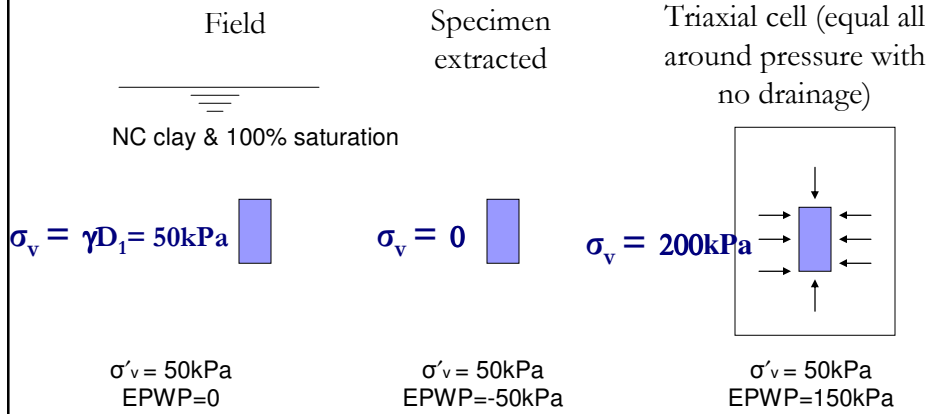 Field
Specimen
extracted
Triaxial cell (equal all
around pressure with
no drainage)
NC clay & 100% saturation
σᵥ = γD₁= 50kPa
σᵥ = 0
σᵥ = 200kPa
σ′ᵥ = 50kPa
EPWP=0
σ′ᵥ = 50kPa
EPWP=-50kPa
σ′ᵥ = 50kPa
EPWP=150kPa